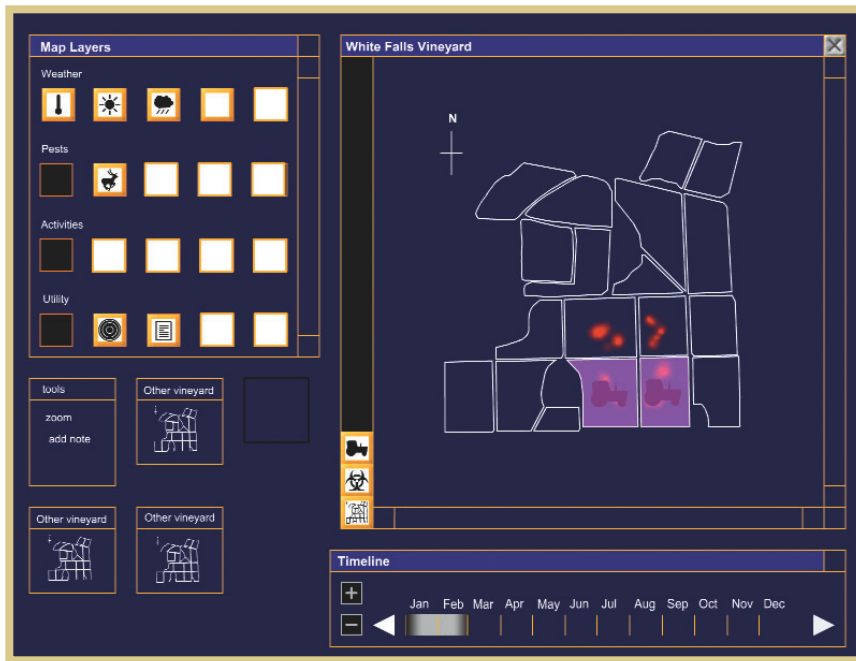 Map Layers
Weather
Pests
Activities
Utility
tools
zoom
add note
Other vineyard
Other vineyard
Other vineyard
White Falls Vineyard
N
Timeline
+
−
Jan Feb Mar Apr May Jun Jul Aug Sep Oct Nov Dec